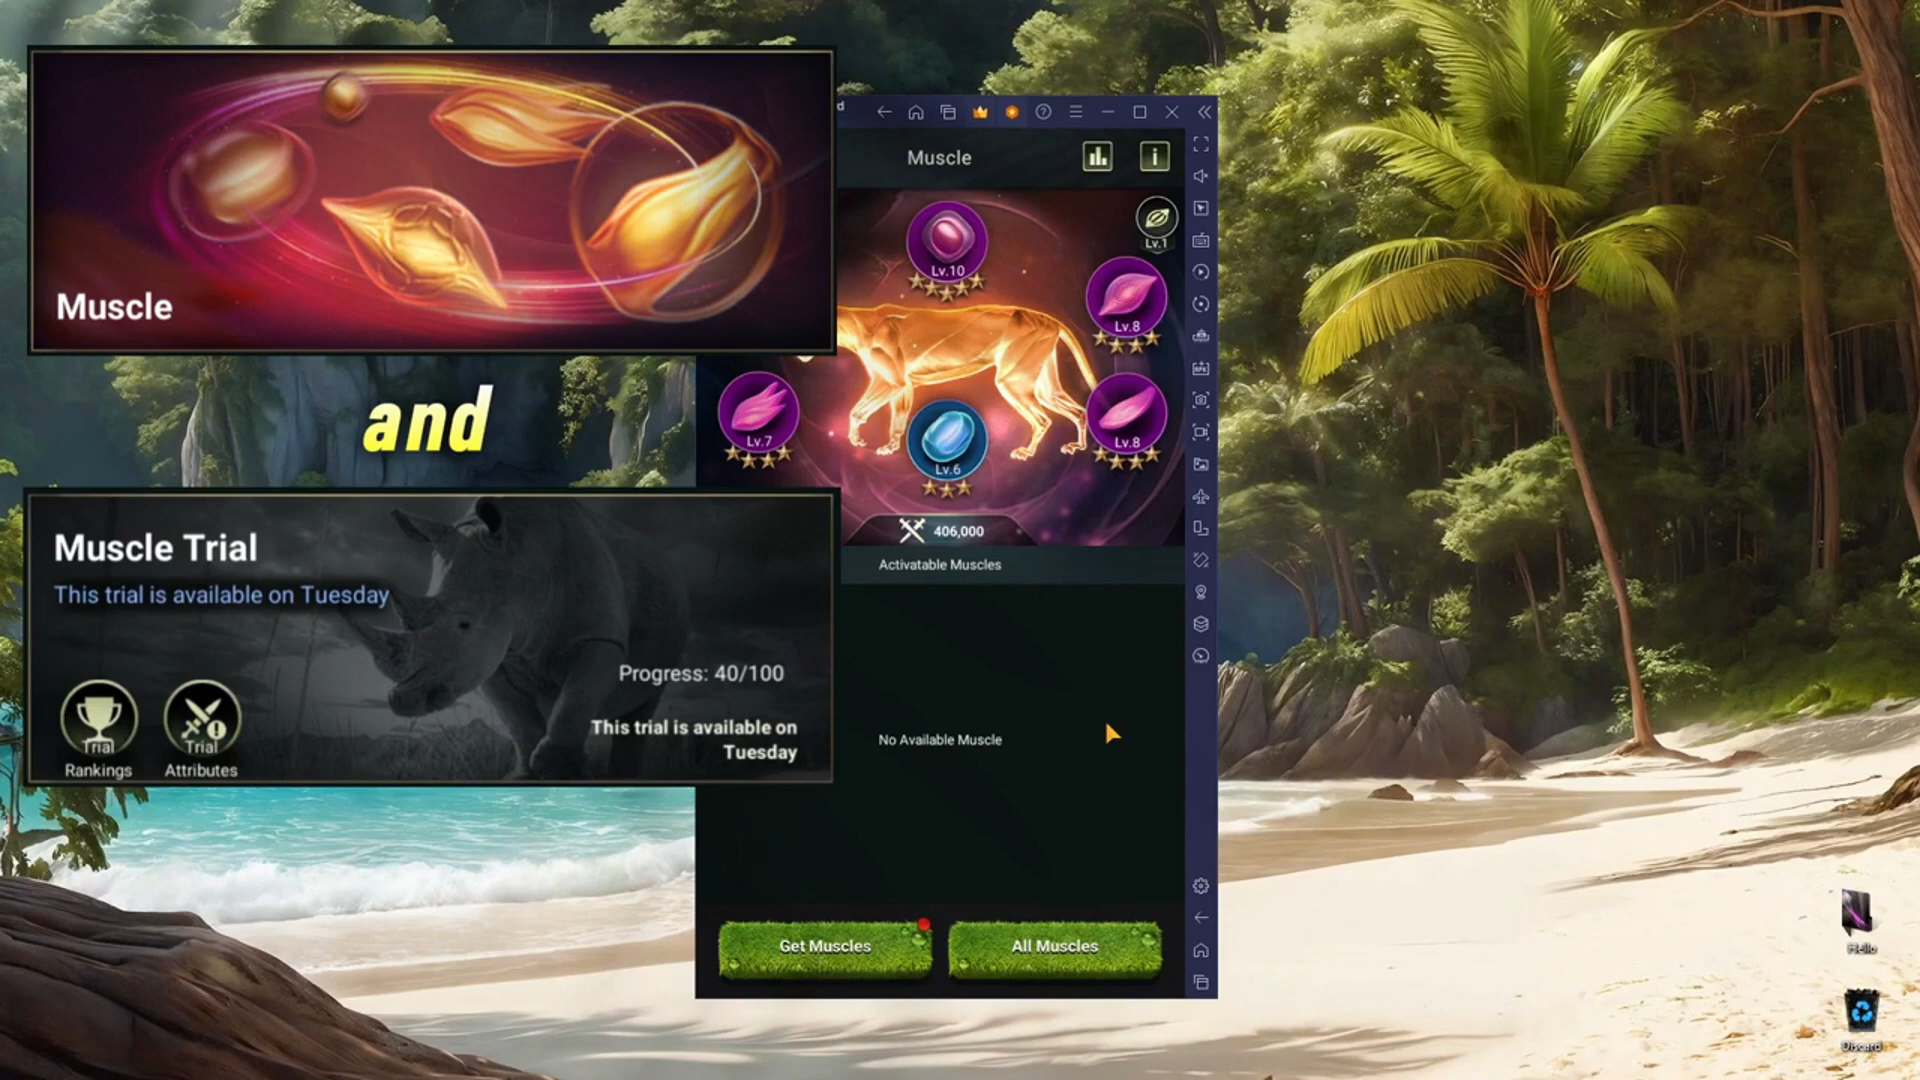 Muscle
and
Muscle Trial
This trial is available on Tuesday
Progress: 40/100
This trial is available on
Tuesday
Trial
Rankings
Trial
Attributes
d
Muscle
Lv.1
Lv.10
Lv.8
Lv.7
Lv.8
Lv.6
406,000
Activatable Muscles
No Available Muscle
Get Muscles
All Muscles
Hello
Discard